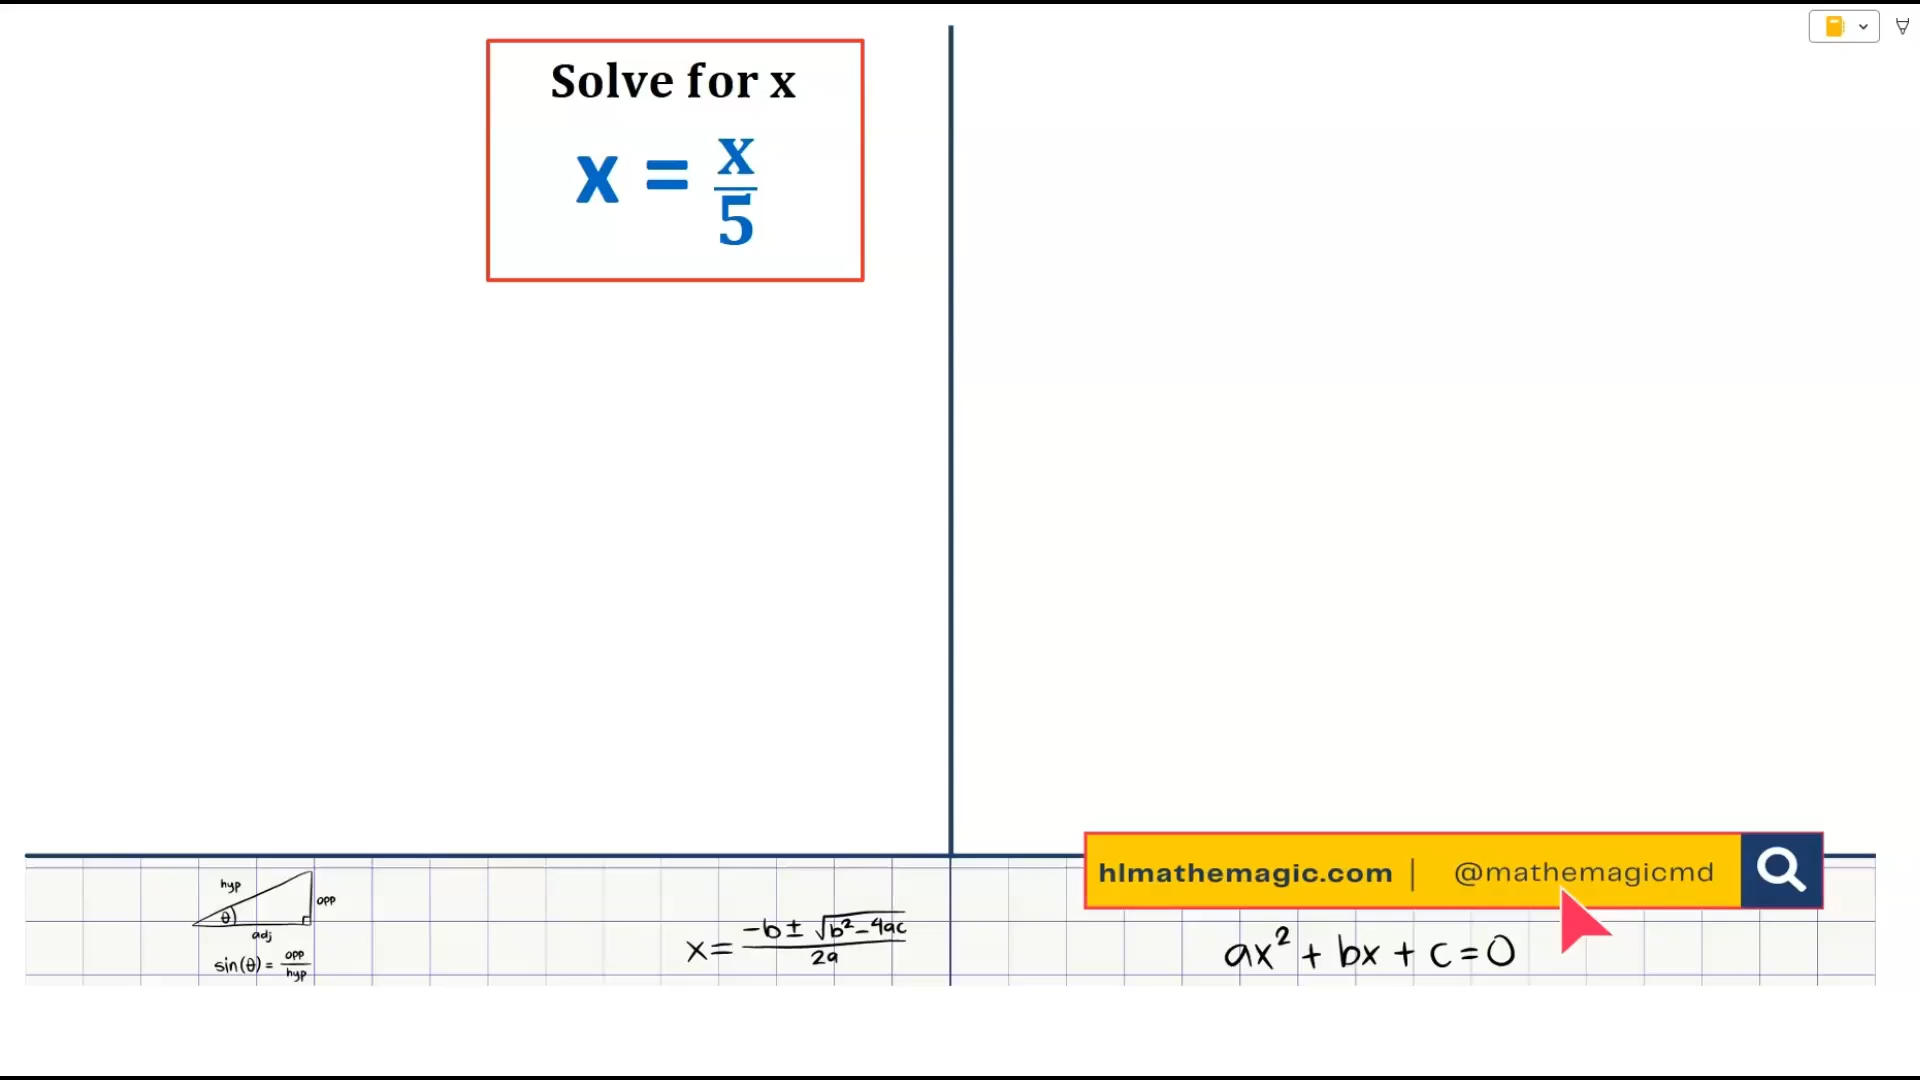 Solve for x
x = x/5
hlmathemagic.com | @mathemagicmd
hyp
θ
opp
adj
sin(θ) = opp/hyp
x = -b ± √b² - 4ac / 2a
ax² + bx + c = 0